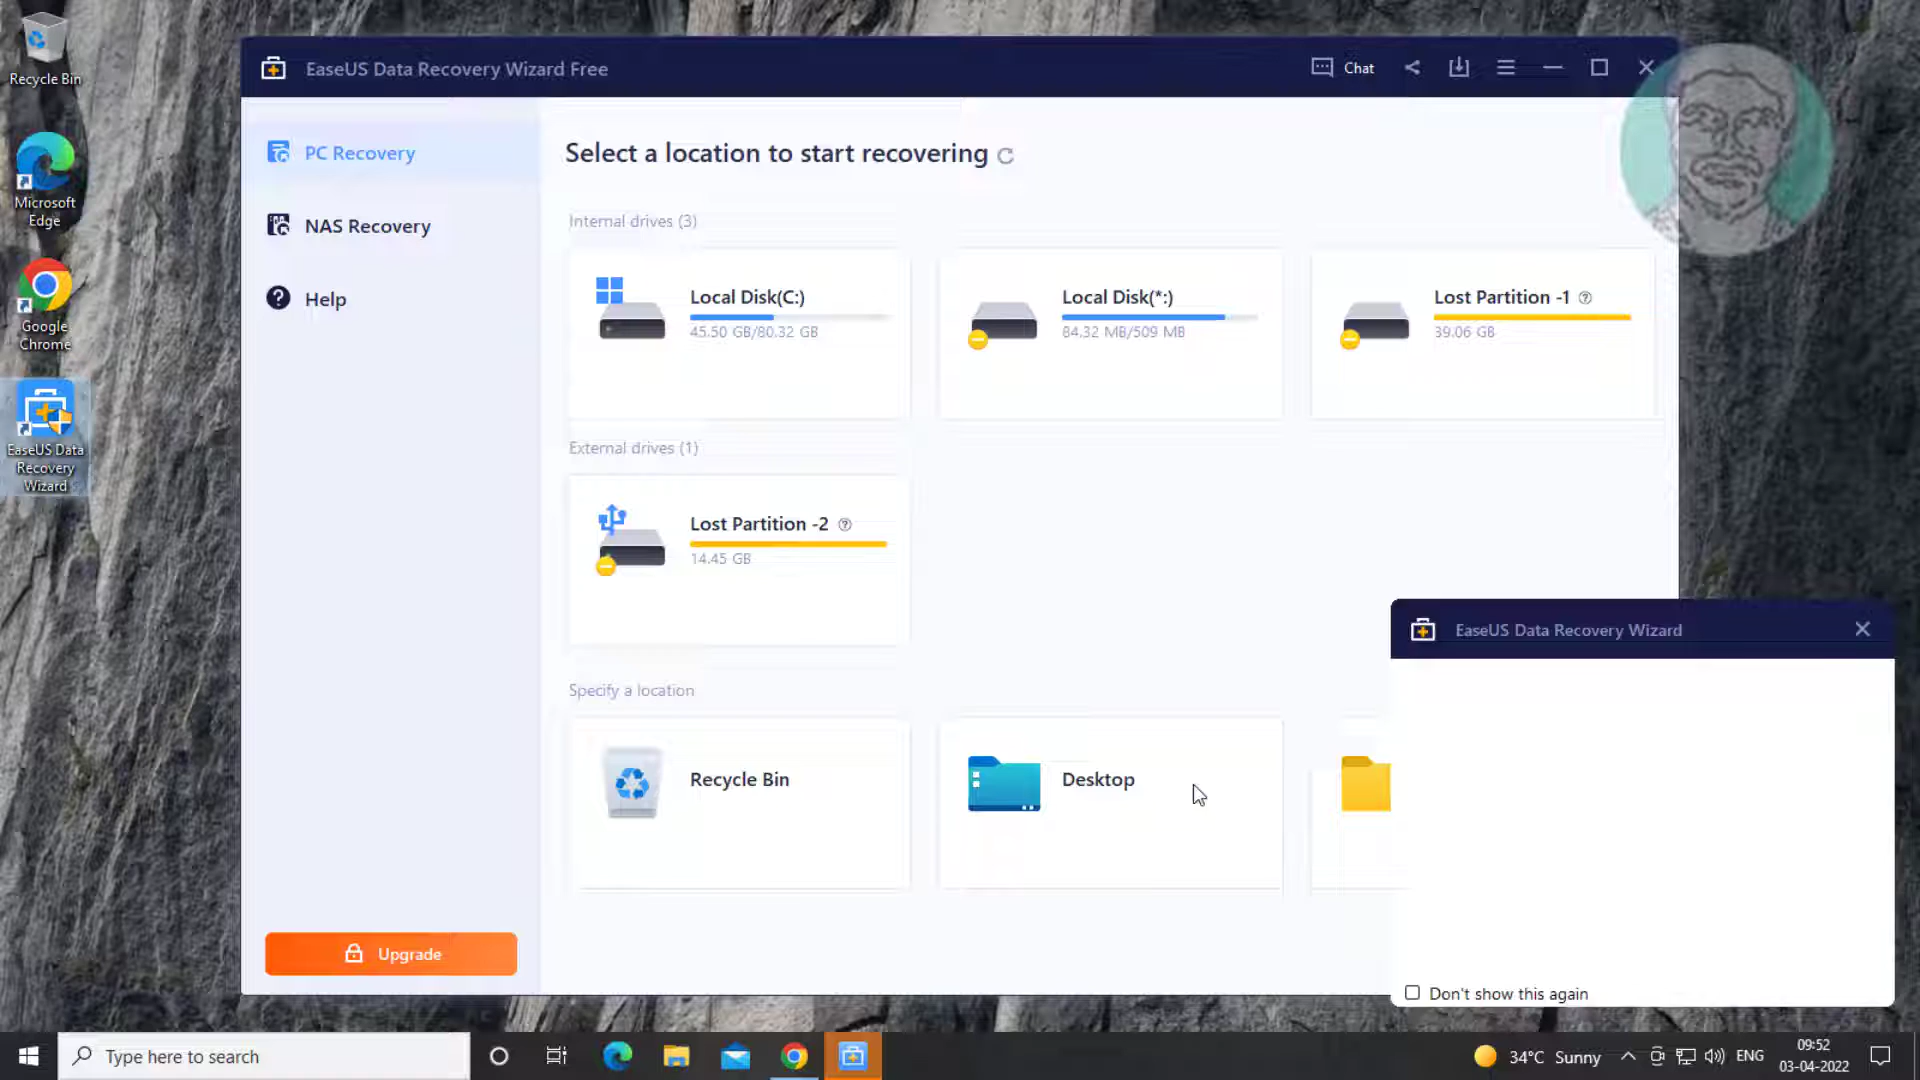 Recycle Bin
Microsoft
Edge
Google
Chrome
EaseUS Data
Recovery
Wizard
EaseUS Data Recovery Wizard Free
Chat
PC Recovery
NAS Recovery
Help
Upgrade
Select a location to start recovering
Internal drives (3)
Local Disk(C:)
45.50 GB/80.32 GB
Local Disk(*:)
84.32 MB/509 MB
Lost Partition -1
39.06 GB
External drives (1)
Lost Partition -2
14.45 GB
Specify a location
Recycle Bin
Desktop
EaseUS Data Recovery Wizard
Don't show this again
Type here to search
34°C Sunny
ENG
09:52
03-04-2022